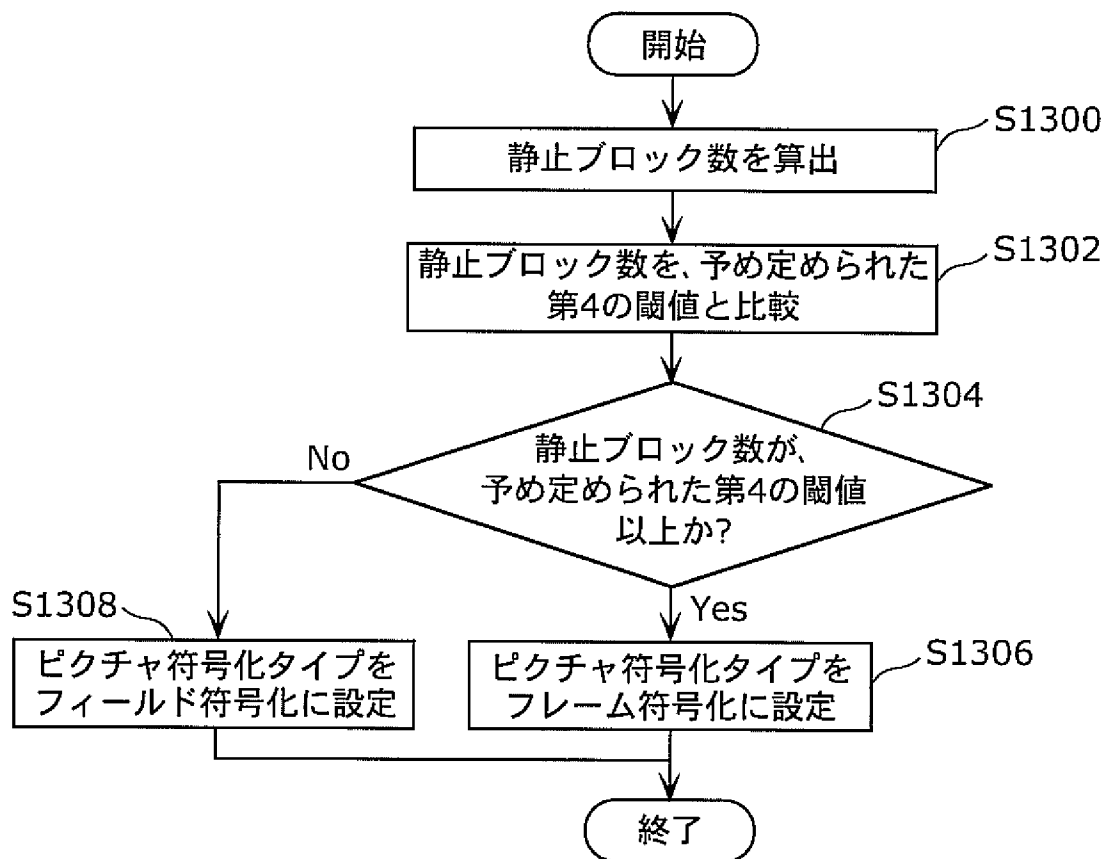 開始
S1300
静止ブロック数を算出
S1302
静止ブロック数を、予め定められた
第4の閾値と比較
S1304
静止ブロック数が、
予め定められた第4の閾値
以上か?
No
Yes
S1308
ピクチャ符号化タイプを
フィールド符号化に設定
S1306
ピクチャ符号化タイプを
フレーム符号化に設定
終了